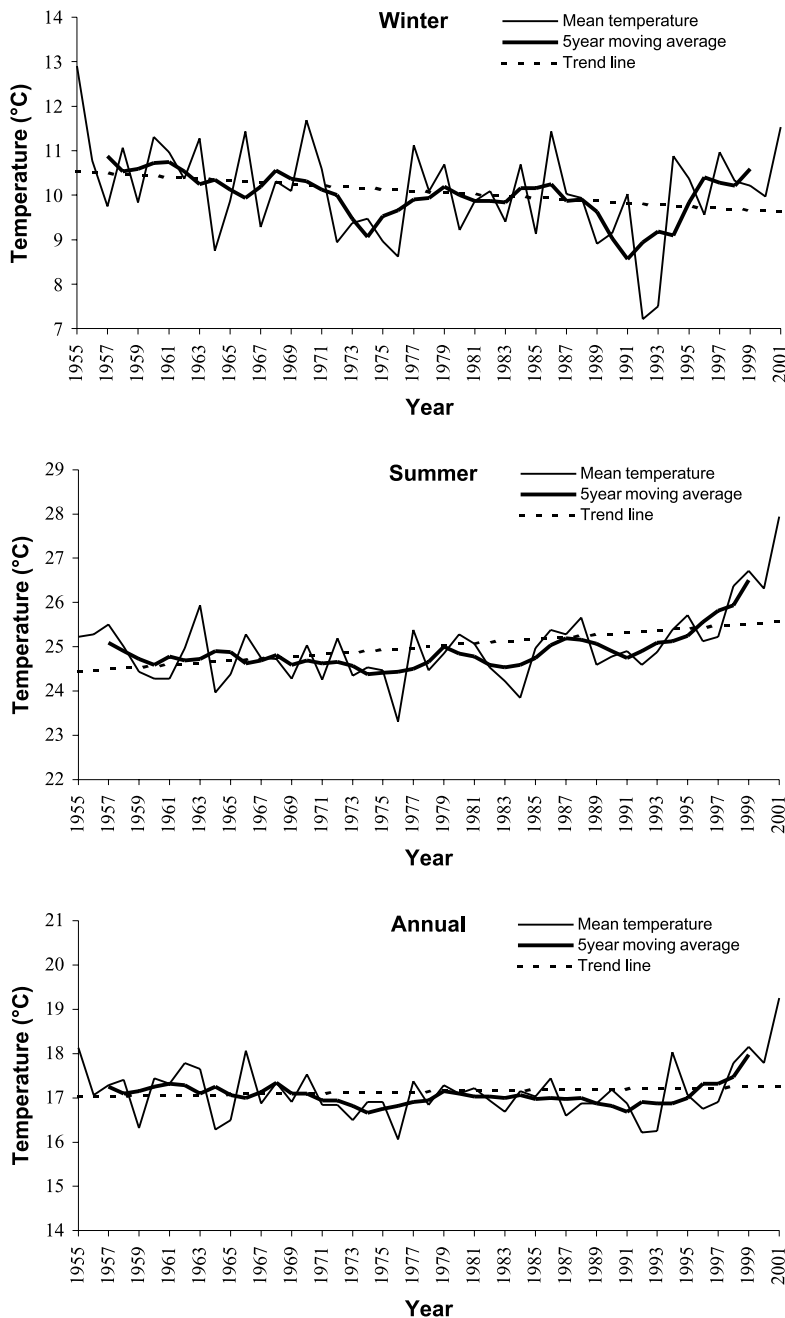 Winter
Mean temperature
5year moving average
Trend line
Temperature (°C)
14
13
12
11
10
9
8
7
1955 1957 1959 1961 1963 1965 1967 1969 1971 1973 1975 1977 1979 1981 1983 1985 1987 1989 1991 1993 1995 1997 1999 2001
Year
Summer
Mean temperature
5year moving average
Trend line
Temperature (°C)
29
28
27
26
25
24
23
22
1955 1957 1959 1961 1963 1965 1967 1969 1971 1973 1975 1977 1979 1981 1983 1985 1987 1989 1991 1993 1995 1997 1999 2001
Year
Annual
Mean temperature
5year moving average
Trend line
Temperature (°C)
21
20
19
18
17
16
15
14
1955 1957 1959 1961 1963 1965 1967 1969 1971 1973 1975 1977 1979 1981 1983 1985 1987 1989 1991 1993 1995 1997 1999 2001
Year